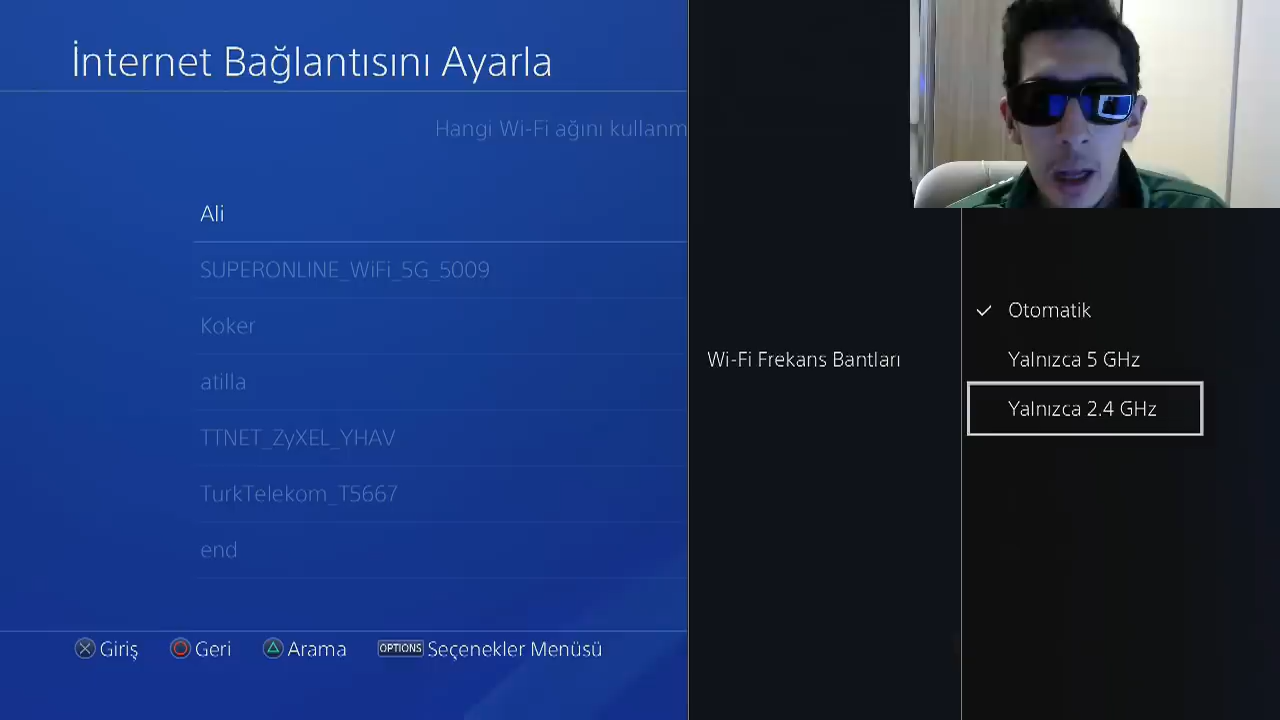 İnternet Bağlantısını Ayarla
Hangi Wi-Fi ağını kullanm
Ali
SUPERONLINE_WiFi_5G_5009
Koker
atilla
TTNET_ZyXEL_YHAV
TurkTelekom_T5667
end
Wi-Fi Frekans Bantları
Otomatik
Yalnızca 5 GHz
Yalnızca 2.4 GHz
Giriş Geri Arama OPTIONS Seçenekler Menüsü